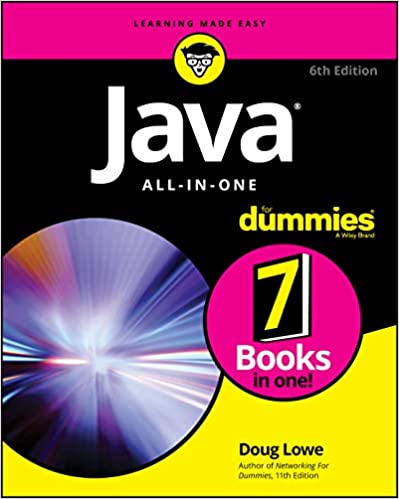 LEARNING MADE EASY
6th Edition
Java®
ALL-IN-ONE
for
dummies®
A Wiley Brand
7
Books
in one!
Doug Lowe
Author of Networking For
Dummies, 11th Edition